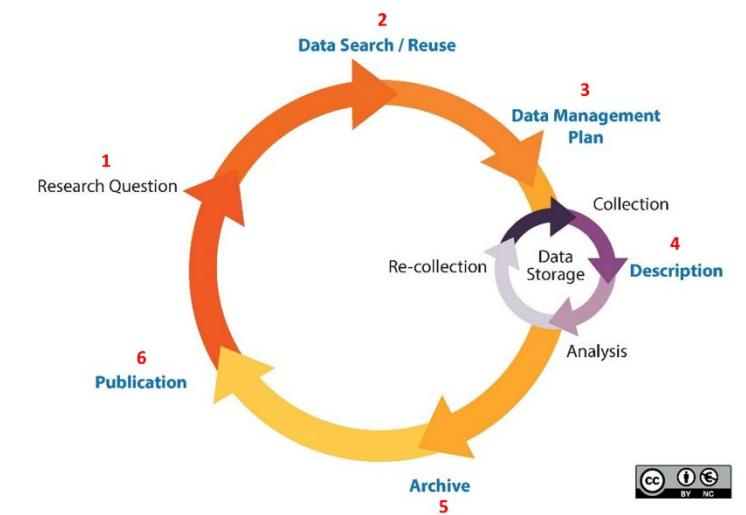 2
Data Search / Reuse
3
Data Management
Plan
1
Research Question
Collection
4
Description
Data
Storage
Re-collection
Analysis
6
Publication
Archive
5
cc
BY NC